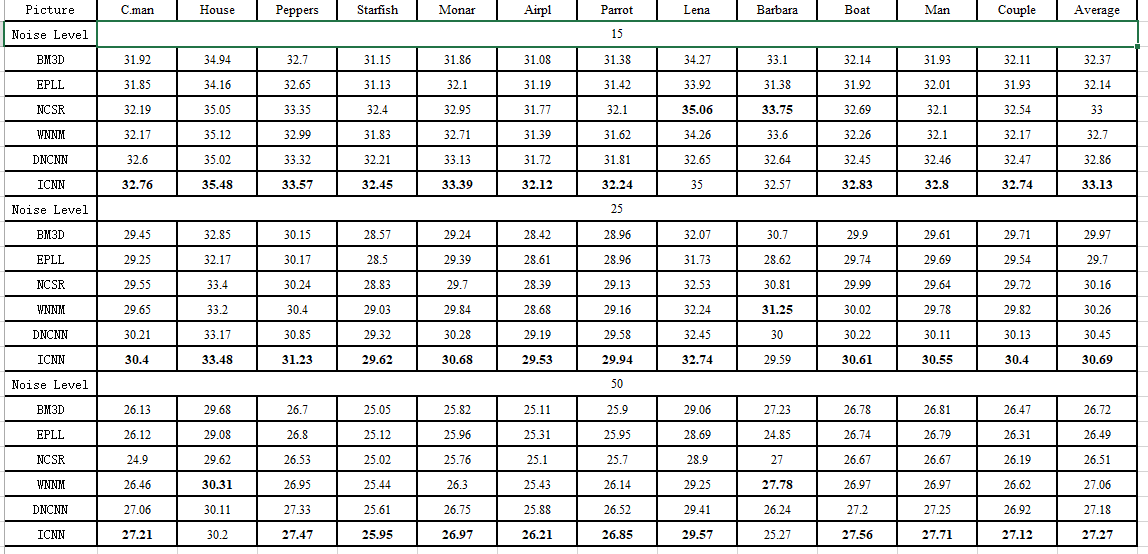 Picture C.man House Peppers Starfish Monar Airpl Parrot Lena Barbara Boat Man Couple Average
Noise Level 15
BM3D 31.92 34.94 32.7 31.15 31.86 31.08 31.38 34.27 33.1 32.14 31.93 32.11 32.37
EPLL 31.85 34.16 32.65 31.13 32.1 31.19 31.42 33.92 31.38 31.92 32.01 31.93 32.14
NCSR 32.19 35.05 33.35 32.4 32.95 31.77 32.1 35.06 33.75 32.69 32.1 32.54 33
WNNM 32.17 35.12 32.99 31.83 32.71 31.39 31.62 34.26 33.6 32.26 32.1 32.17 32.7
DNCNN 32.6 35.02 33.32 32.21 33.13 31.72 31.81 32.65 32.64 32.45 32.46 32.47 32.86
ICNN 32.76 35.48 33.57 32.45 33.39 32.12 32.24 35 32.57 32.83 32.8 32.74 33.13
Noise Level 25
BM3D 29.45 32.85 30.15 28.57 29.24 28.42 28.96 32.07 30.7 29.9 29.61 29.71 29.97
EPLL 29.25 32.17 30.17 28.5 29.39 28.61 28.96 31.73 28.62 29.74 29.69 29.54 29.7
NCSR 29.55 33.4 30.24 28.83 29.7 28.39 29.13 32.53 30.81 29.99 29.64 29.72 30.16
WNNM 29.65 33.2 30.4 29.03 29.84 28.68 29.16 32.24 31.25 30.02 29.78 29.82 30.26
DNCNN 30.21 33.17 30.85 29.32 30.28 29.19 29.58 32.45 30 30.22 30.11 30.13 30.45
ICNN 30.4 33.48 31.23 29.62 30.68 29.53 29.94 32.74 29.59 30.61 30.55 30.4 30.69
Noise Level 50
BM3D 26.13 29.68 26.7 25.05 25.82 25.11 25.9 29.06 27.23 26.78 26.81 26.47 26.72
EPLL 26.12 29.08 26.8 25.12 25.96 25.31 25.95 28.69 24.85 26.74 26.79 26.31 26.49
NCSR 24.9 29.62 26.53 25.02 25.76 25.1 25.7 28.9 27 26.67 26.67 26.19 26.51
WNNM 26.46 30.31 26.95 25.44 26.3 25.43 26.14 29.25 27.78 26.97 26.97 26.62 27.06
DNCNN 27.06 30.11 27.33 25.61 26.75 25.88 26.52 29.41 26.24 27.2 27.25 26.92 27.18
ICNN 27.21 30.2 27.47 25.95 26.97 26.21 26.85 29.57 25.27 27.56 27.71 27.12 27.27